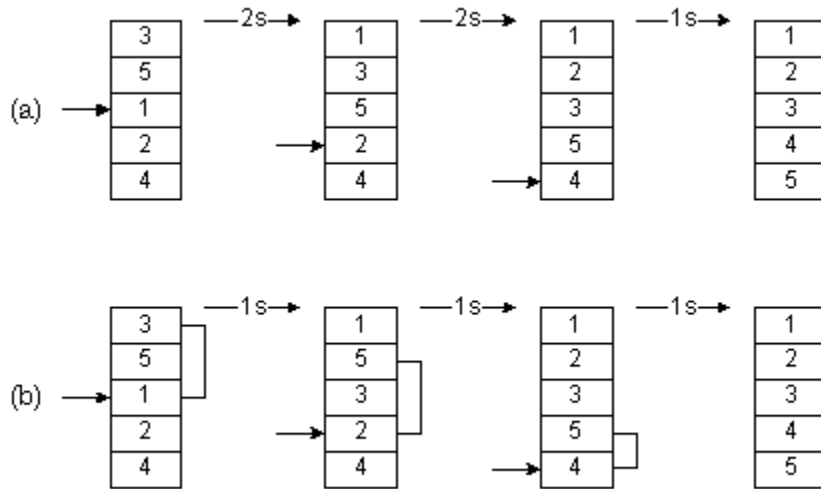 3 2s 1 2s 1 1s 1
5 3 2 2
(a) 1 5 3 3
2 2 5 4
4 4 4 5
3 1s 1 1s 1 1s 1
5 5 2 2
(b) 1 3 3 3
2 2 5 4
4 4 4 5